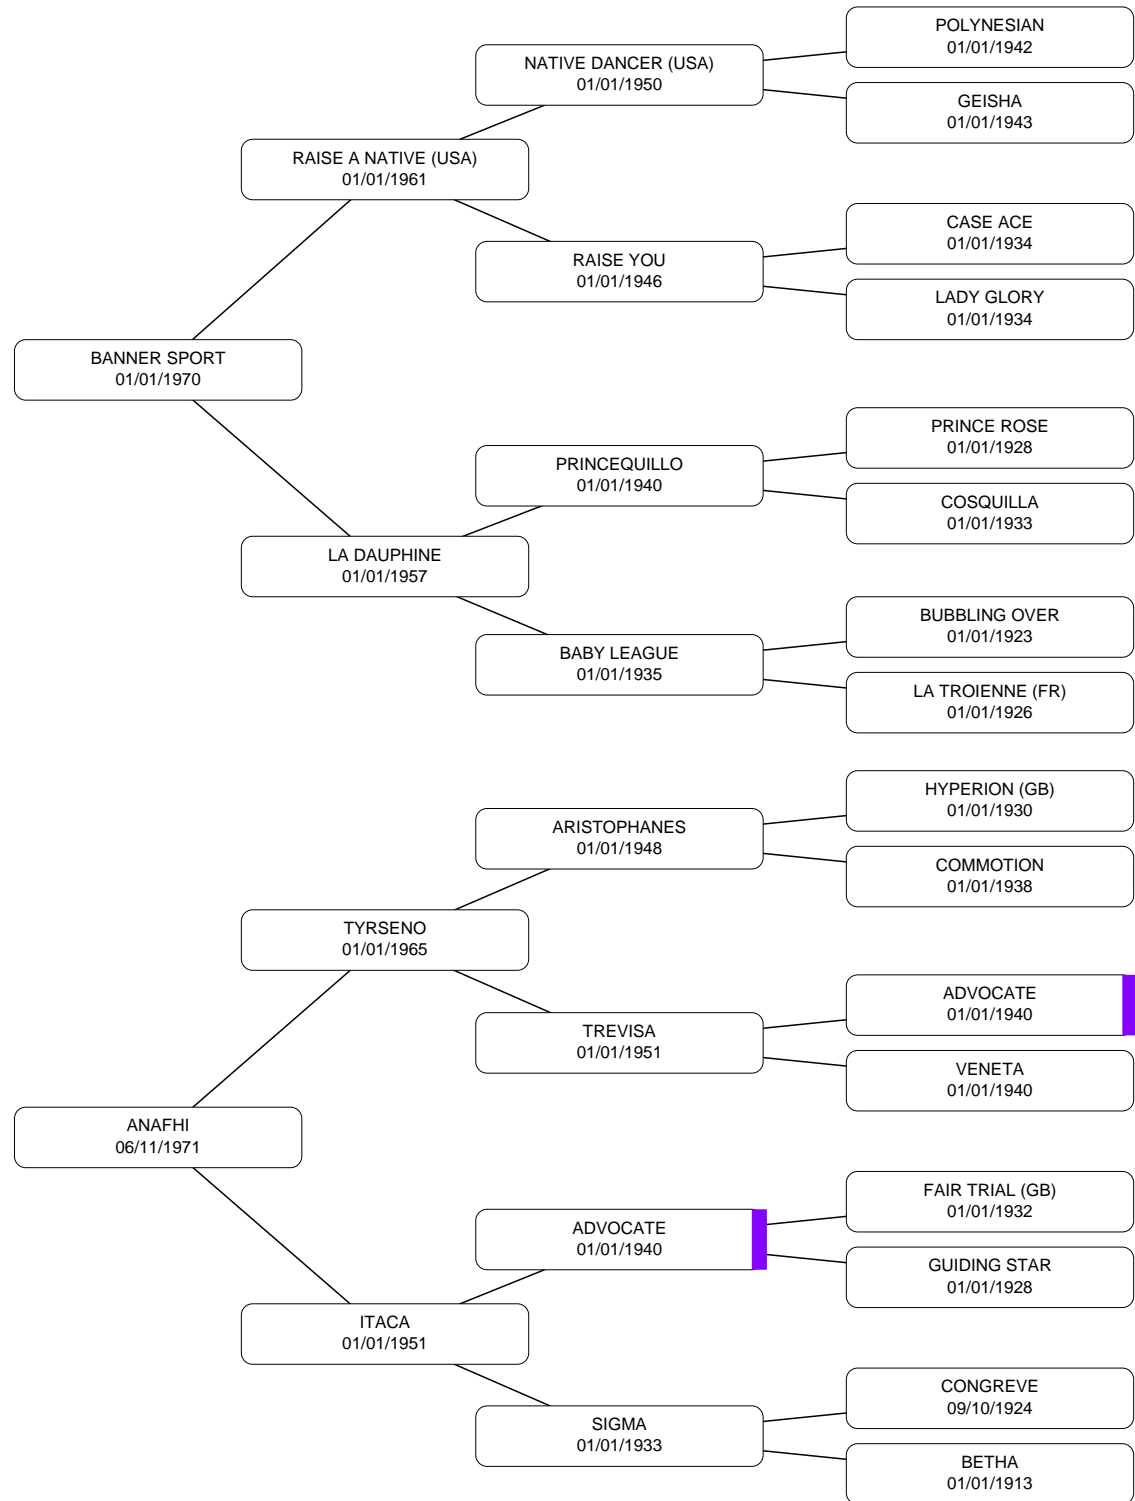 POLYNESIAN
01/01/1942
NATIVE DANCER (USA)
01/01/1950
GEISHA
01/01/1943
RAISE A NATIVE (USA)
01/01/1961
CASE ACE
01/01/1934
RAISE YOU
01/01/1946
LADY GLORY
01/01/1934
BANNER SPORT
01/01/1970
PRINCE ROSE
01/01/1928
PRINCEQUILLO
01/01/1940
COSQUILLA
01/01/1933
LA DAUPHINE
01/01/1957
BUBBLING OVER
01/01/1923
BABY LEAGUE
01/01/1935
LA TROIENNE (FR)
01/01/1926
HYPERION (GB)
01/01/1930
ARISTOPHANES
01/01/1948
COMMOTION
01/01/1938
TYRSENO
01/01/1965
ADVOCATE
01/01/1940
TREVISA
01/01/1951
VENETA
01/01/1940
ANAFHI
06/11/1971
FAIR TRIAL (GB)
01/01/1932
ADVOCATE
01/01/1940
GUIDING STAR
01/01/1928
ITACA
01/01/1951
CONGREVE
09/10/1924
SIGMA
01/01/1933
BETHA
01/01/1913